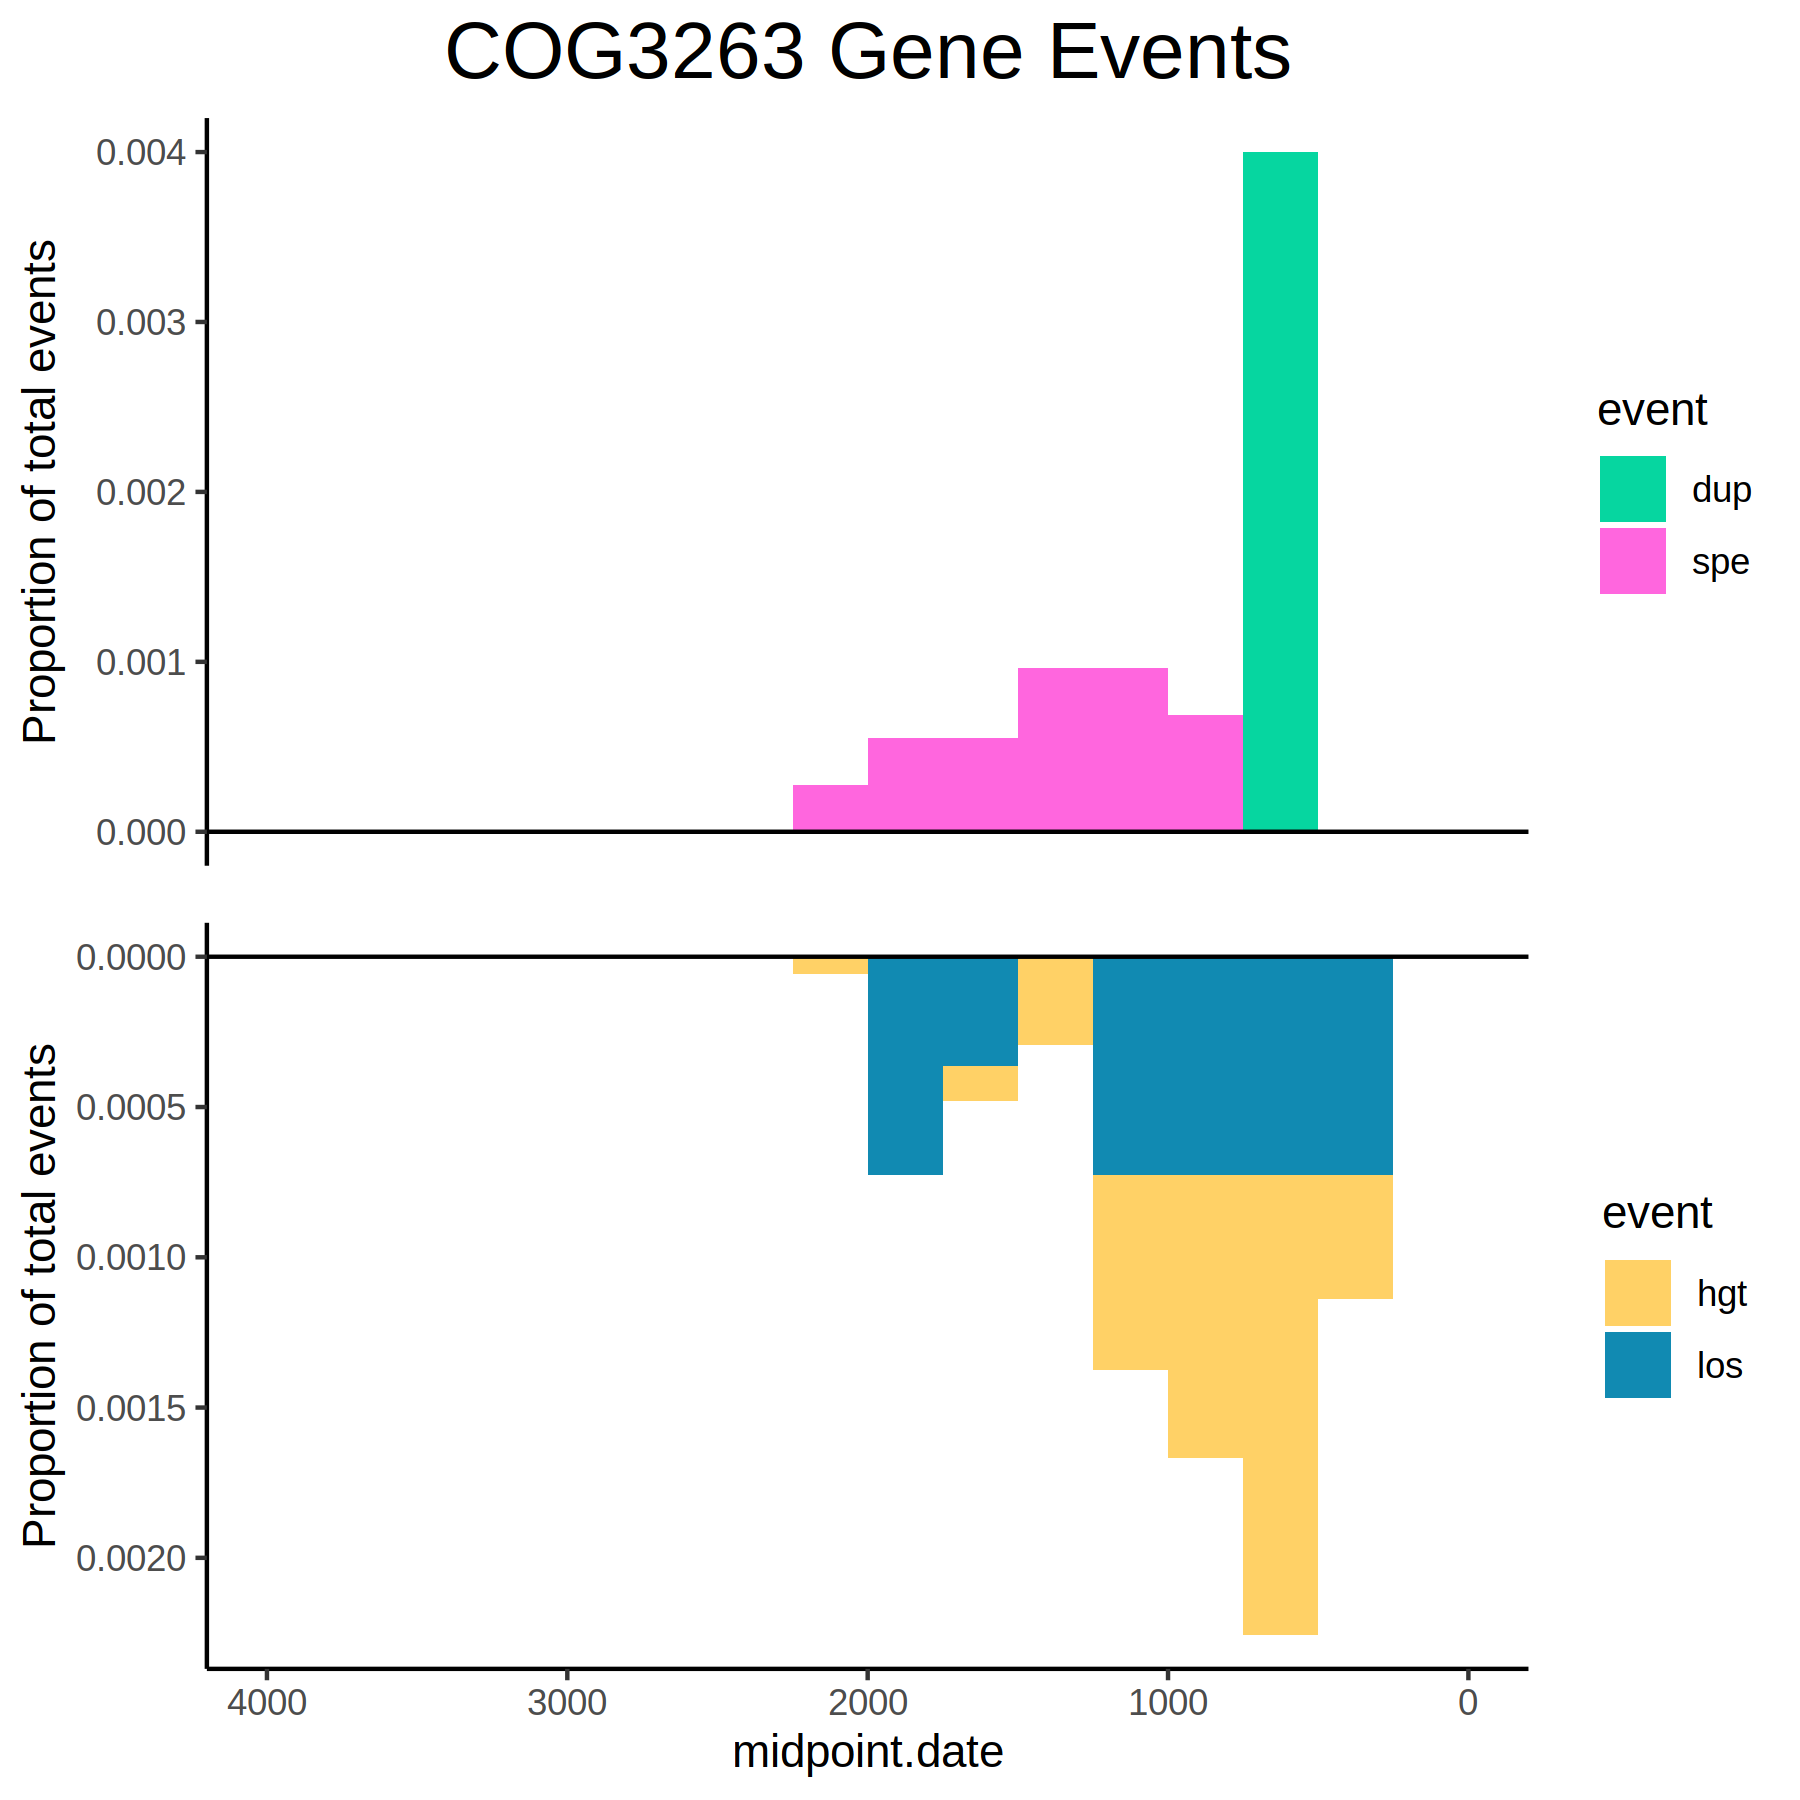 COG3263 Gene Events
Proportion of total events
0.004
0.003
0.002
0.001
0.000
event
dup
spe
Proportion of total events
0.0000
0.0005
0.0010
0.0015
0.0020
event
hgt
los
4000 3000 2000 1000 0
midpoint.date